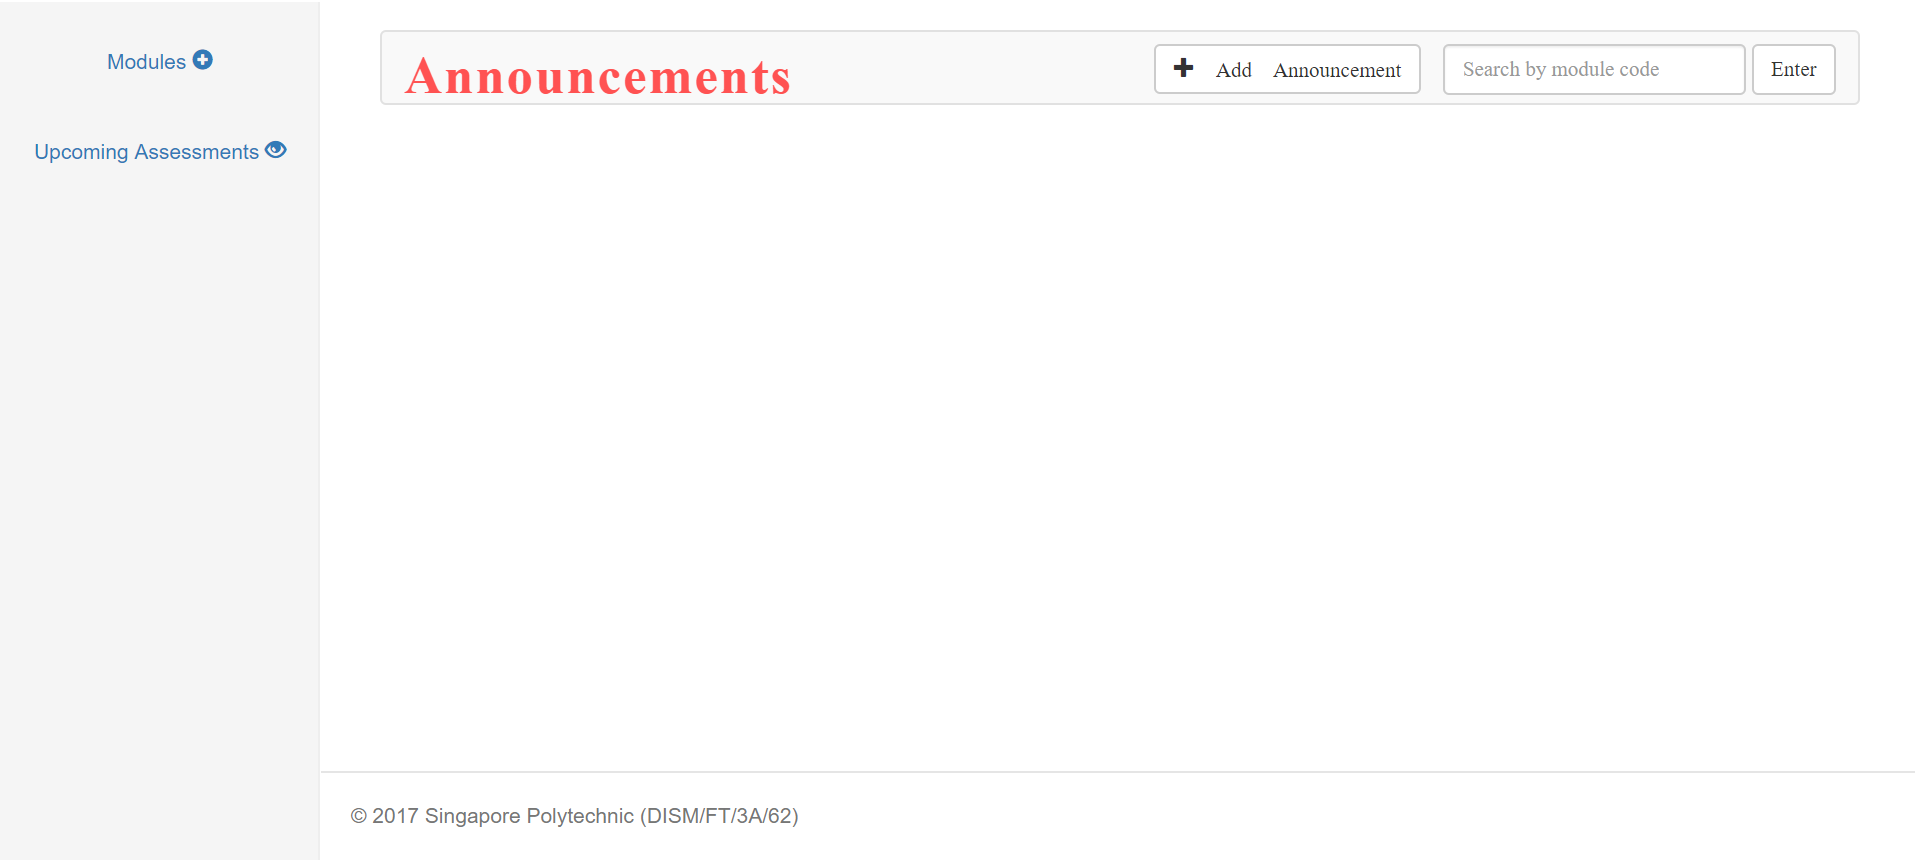 Modules
Upcoming Assessments
Announcements
Add Announcement
Search by module code
Enter
© 2017 Singapore Polytechnic (DISM/FT/3A/62)